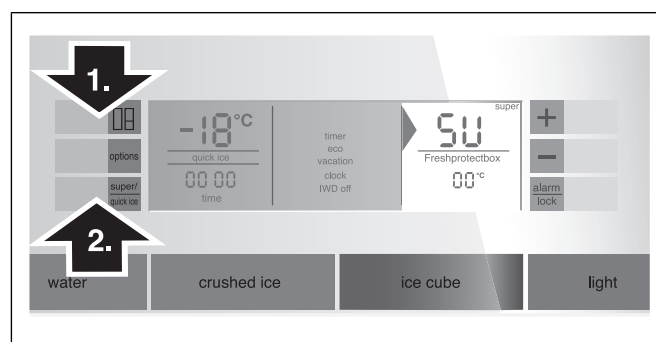 1.
super
-18°C
SU
+
options
quick ice
timer
eco
vacation
clock
IWD off
Freshprotectbox
-
super/
quick ice
00 00
time
00°C
alarm
lock
2.
water
crushed ice
ice cube
light